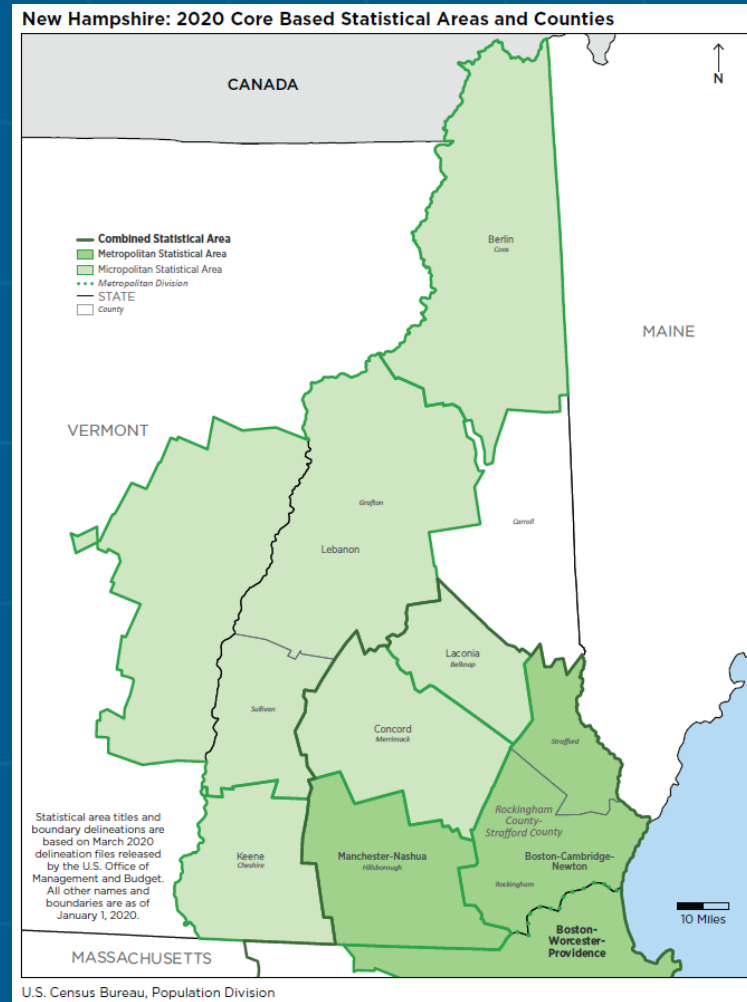 New Hampshire: 2020 Core Based Statistical Areas and Counties
CANADA
N
Combined Statistical Area
Metropolitan Statistical Area
Micropolitan Statistical Area
Metropolitan Division
STATE
County
Berlin
Coos
MAINE
VERMONT
Grafton
Carroll
Lebanon
Laconia
Belknap
Sullivan
Concord
Merrimack
Strafford
Statistical area titles and
boundary delineations are
based on March 2020
delineation files released
by the U.S. Office of
Management and Budget.
All other names and
boundaries are as of
January 1, 2020.
Rockingham
County-
Strafford County
Keene
Cheshire
Manchester-Nashua
Hillsborough
Boston-Cambridge-
Newton
Rockingham
10 Miles
Boston-
Worcester-
Providence
MASSACHUSETTS
U.S. Census Bureau, Population Division